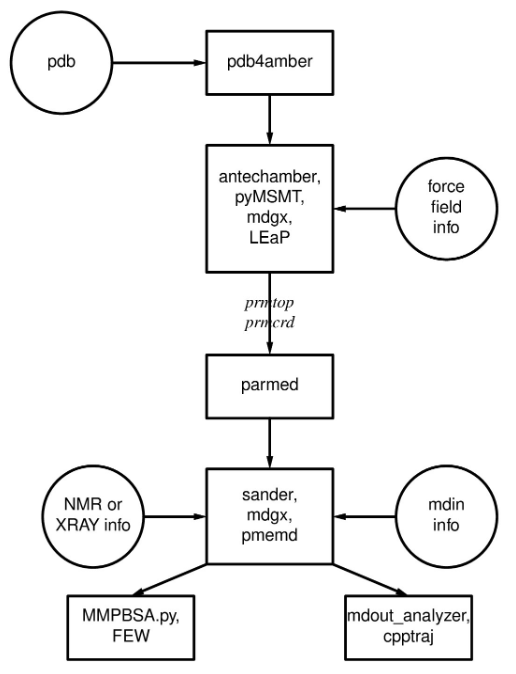 pdb
pdb4amber
antechamber,
pyMSMT,
mdgx,
LEaP
force
field
info
prmtop
prmcrd
parmed
NMR or
XRAY info
sander,
mdgx,
pmemd
mdin
info
MMPBSA.py,
FEW
mdout_analyzer,
cpptraj